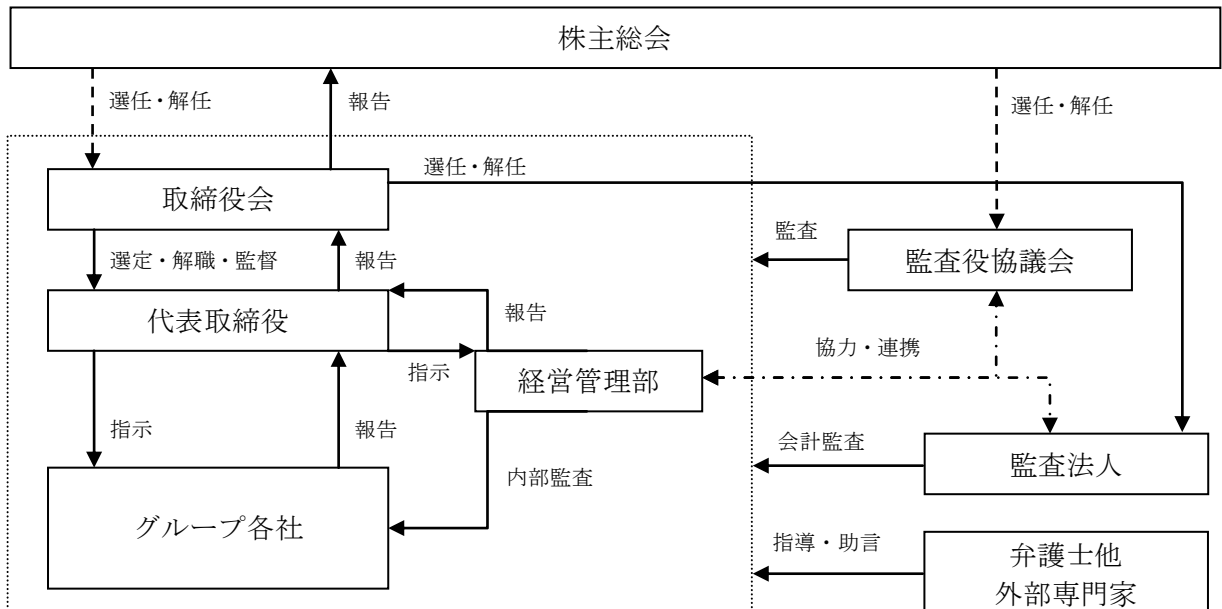 株主総会
選任・解任
報告
選任・解任
選任・解任
取締役会
監査
監査役協議会
選定・解職・監督
報告
代表取締役
報告
協力・連携
指示
経営管理部
指示
報告
会計監査
監査法人
内部監査
グループ各社
指導・助言
弁護士他
外部専門家